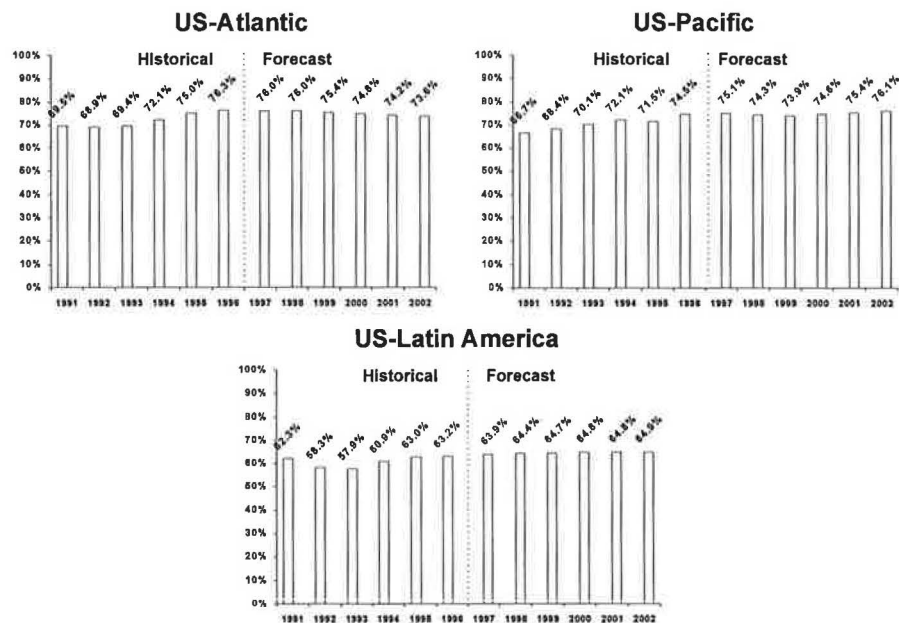 US-Atlantic
Historical Forecast
100%
90%
80%
70%
60%
50%
40%
30%
20%
10%
0%
69.5% 68.9% 69.4% 72.1% 75.0% 76.3% 76.0% 76.0% 75.4% 74.8% 74.2% 73.6%
1991 1992 1993 1994 1995 1996 1997 1998 1999 2000 2001 2002
US-Pacific
Historical Forecast
100%
90%
80%
70%
60%
50%
40%
30%
20%
10%
0%
66.7% 68.4% 70.1% 72.1% 71.5% 74.5% 75.1% 74.3% 73.9% 74.6% 75.4% 76.1%
1991 1992 1993 1994 1995 1996 1997 1998 1999 2000 2001 2002
US-Latin America
Historical Forecast
100%
90%
80%
70%
60%
50%
40%
30%
20%
10%
0%
62.3% 58.3% 57.9% 60.9% 63.0% 63.2% 63.9% 64.4% 64.7% 64.8% 64.8%
1991 1992 1993 1994 1995 1996 1997 1998 1999 2000 2001 2002